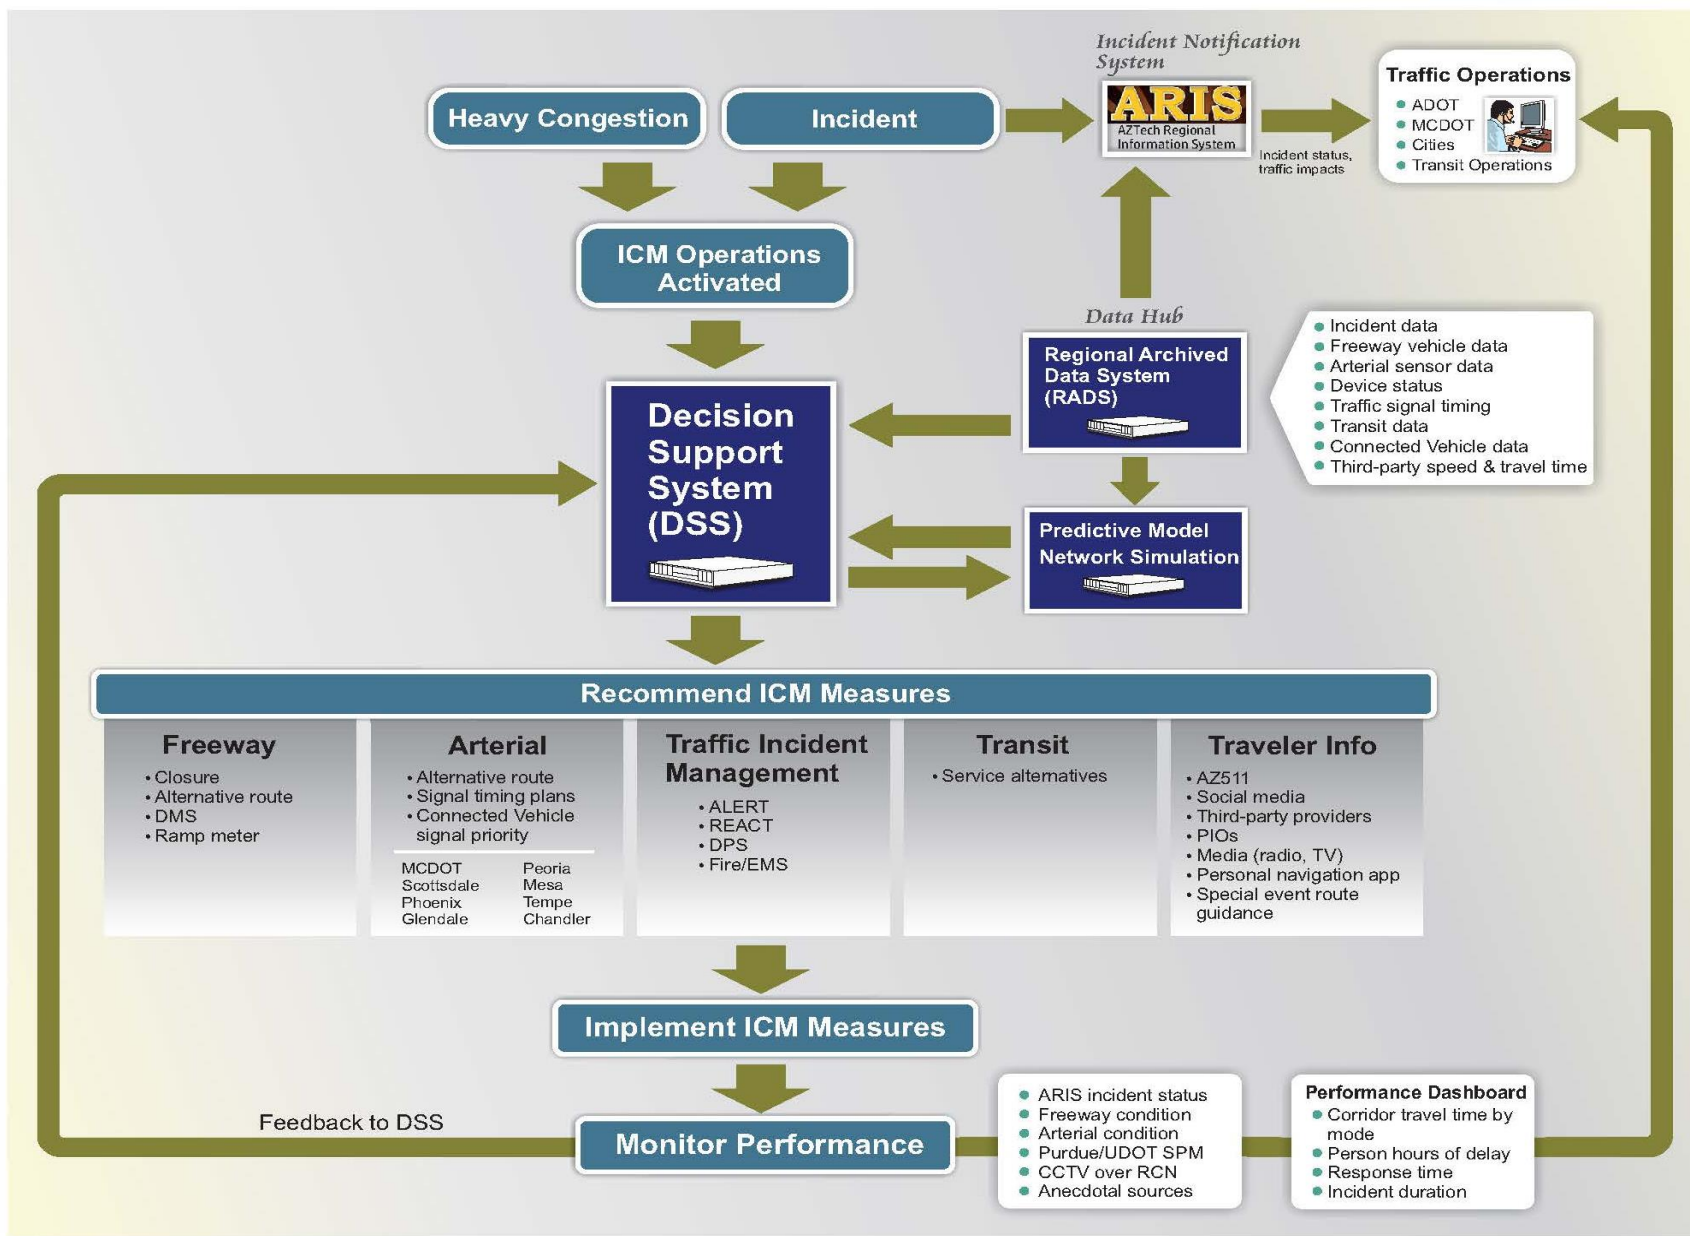 Incident Notification
System
ARIS
AZTech Regional
Information System
Traffic Operations
ADOT
MCDOT
Cities
Transit Operations
Heavy Congestion
Incident
Incident status,
traffic impacts
ICM Operations
Activated
Data Hub
Regional Archived
Data System
(RADS)
Incident data
Freeway vehicle data
Arterial sensor data
Device status
Traffic signal timing
Transit data
Connected Vehicle data
Third-party speed & travel time
Decision
Support
System
(DSS)
Predictive Model
Network Simulation
Recommend ICM Measures
Freeway
• Closure
• Alternative route
• DMS
• Ramp meter
Arterial
• Alternative route
• Signal timing plans
• Connected Vehicle
signal priority
MCDOT
Scottsdale
Phoenix
Glendale
Peoria
Mesa
Tempe
Chandler
Traffic Incident
Management
• ALERT
• REACT
• DPS
• Fire/EMS
Transit
• Service alternatives
Traveler Info
• AZ511
• Social media
• Third-party providers
• PIOs
• Media (radio, TV)
• Personal navigation app
• Special event route
guidance
Implement ICM Measures
Feedback to DSS
Monitor Performance
ARIS incident status
Freeway condition
Arterial condition
Purdue/UDOT SPM
CCTV over RCN
Anecdotal sources
Performance Dashboard
Corridor travel time by
mode
Person hours of delay
Response time
Incident duration